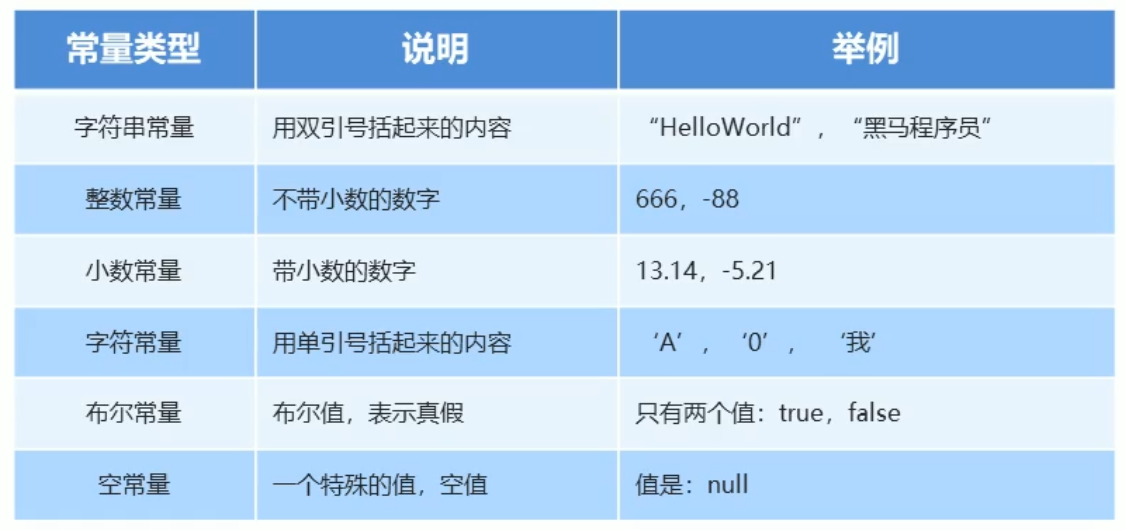 常量类型 说明 举例
字符串常量 用双引号括起来的内容 “HelloWorld”，“黑马程序员”
整数常量 不带小数的数字 666，-88
小数常量 带小数的数字 13.14，-5.21
字符常量 用单引号括起来的内容 ‘A’，‘0’，‘我’
布尔常量 布尔值，表示真假 只有两个值：true，false
空常量 一个特殊的值，空值 值是：null